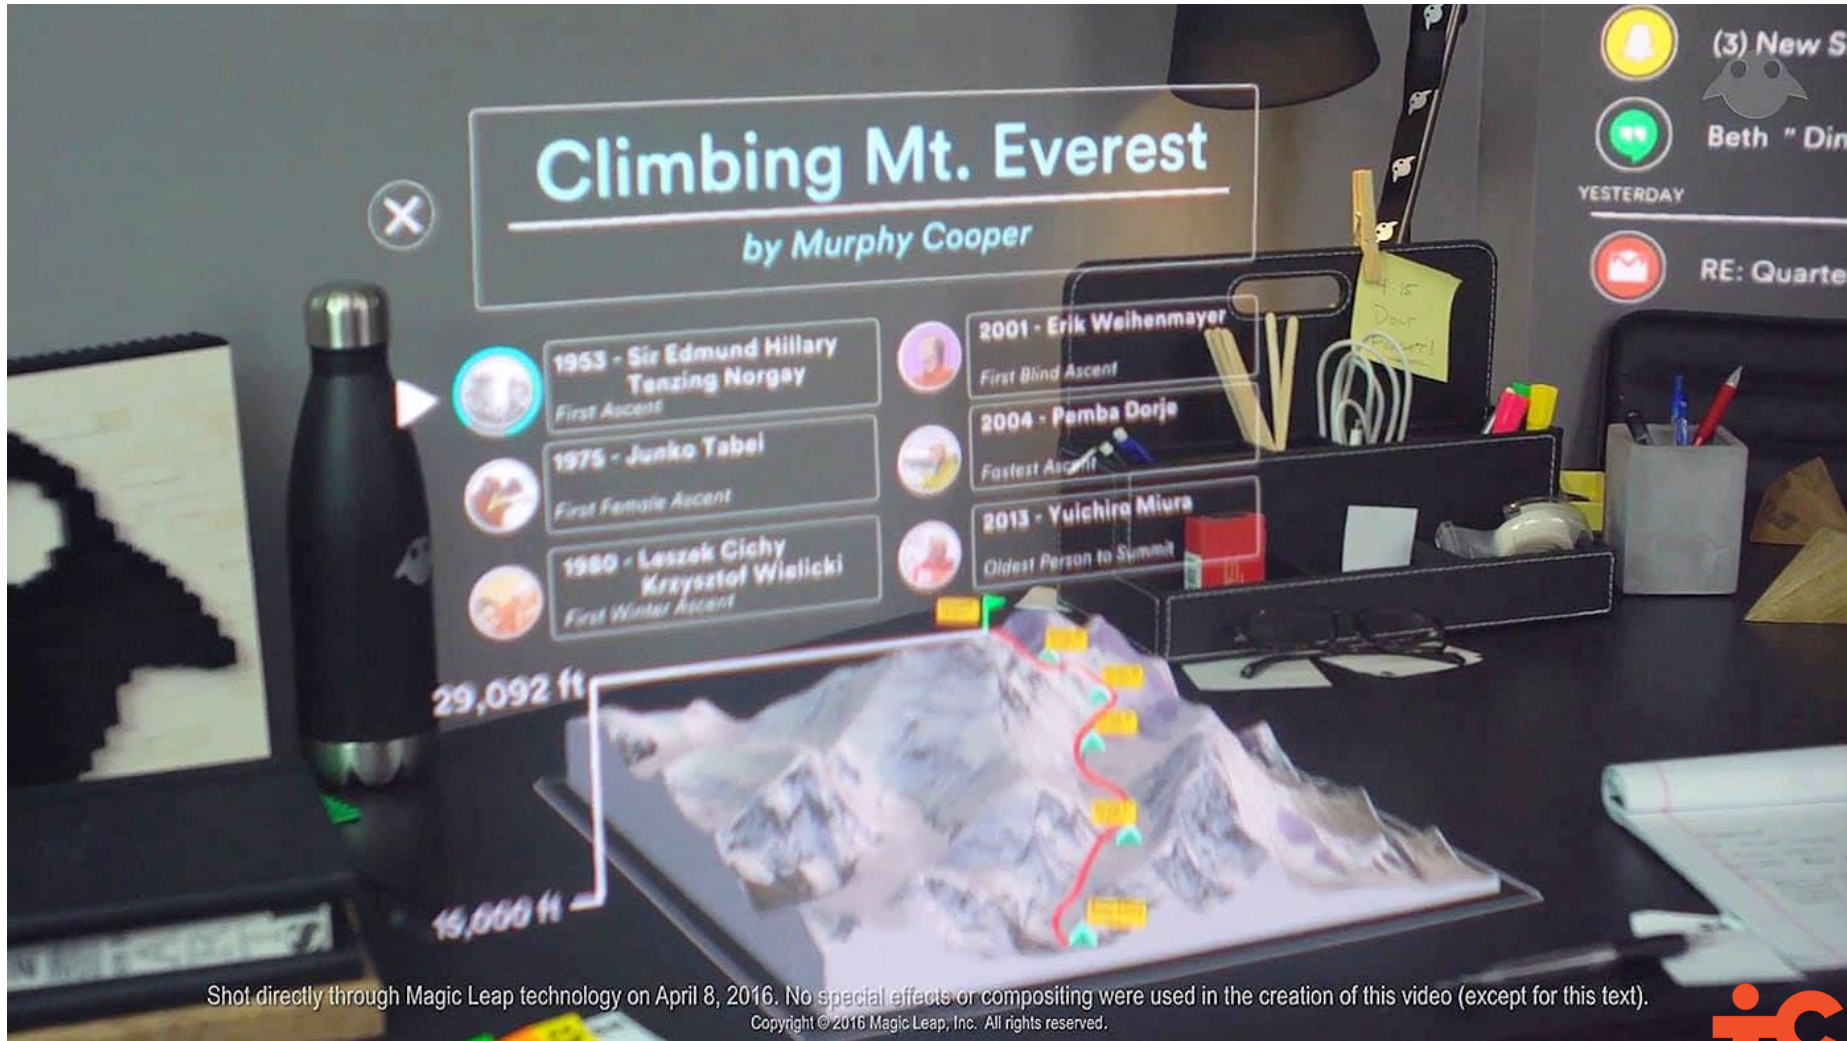 Climbing Mt. Everest
by Murphy Cooper
1953 - Sir Edmund Hillary
Tenzing Norgay
First Ascent
1975 - Junko Tabei
First Female Ascent
1980 - Leszek Cichy
Krzysztof Wielicki
First Winter Ascent
2001 - Erik Weihenmayer
First Blind Ascent
2004 - Pemba Dorje
Fastest Ascent
2013 - Yuichiro Miura
Oldest Person to Summit
(3) New S
Beth " Din
YESTERDAY
RE: Quarte
29,092 ft
Shot directly through Magic Leap technology on April 8, 2016. No special effects or compositing were used in the creation of this video (except for this text).
Copyright © 2016 Magic Leap, Inc. All rights reserved.